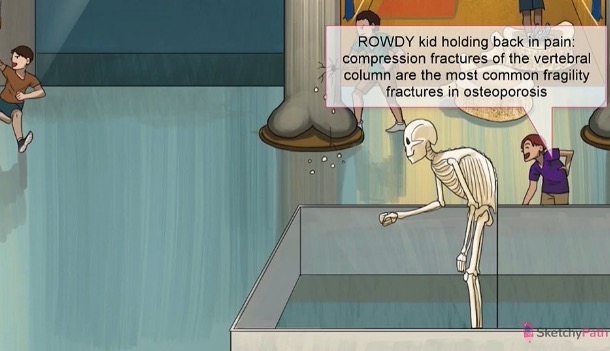 ROWDY kid holding back in pain:
compression fractures of the vertebral
column are the most common fragility
fractures in osteoporosis
SketchyPath